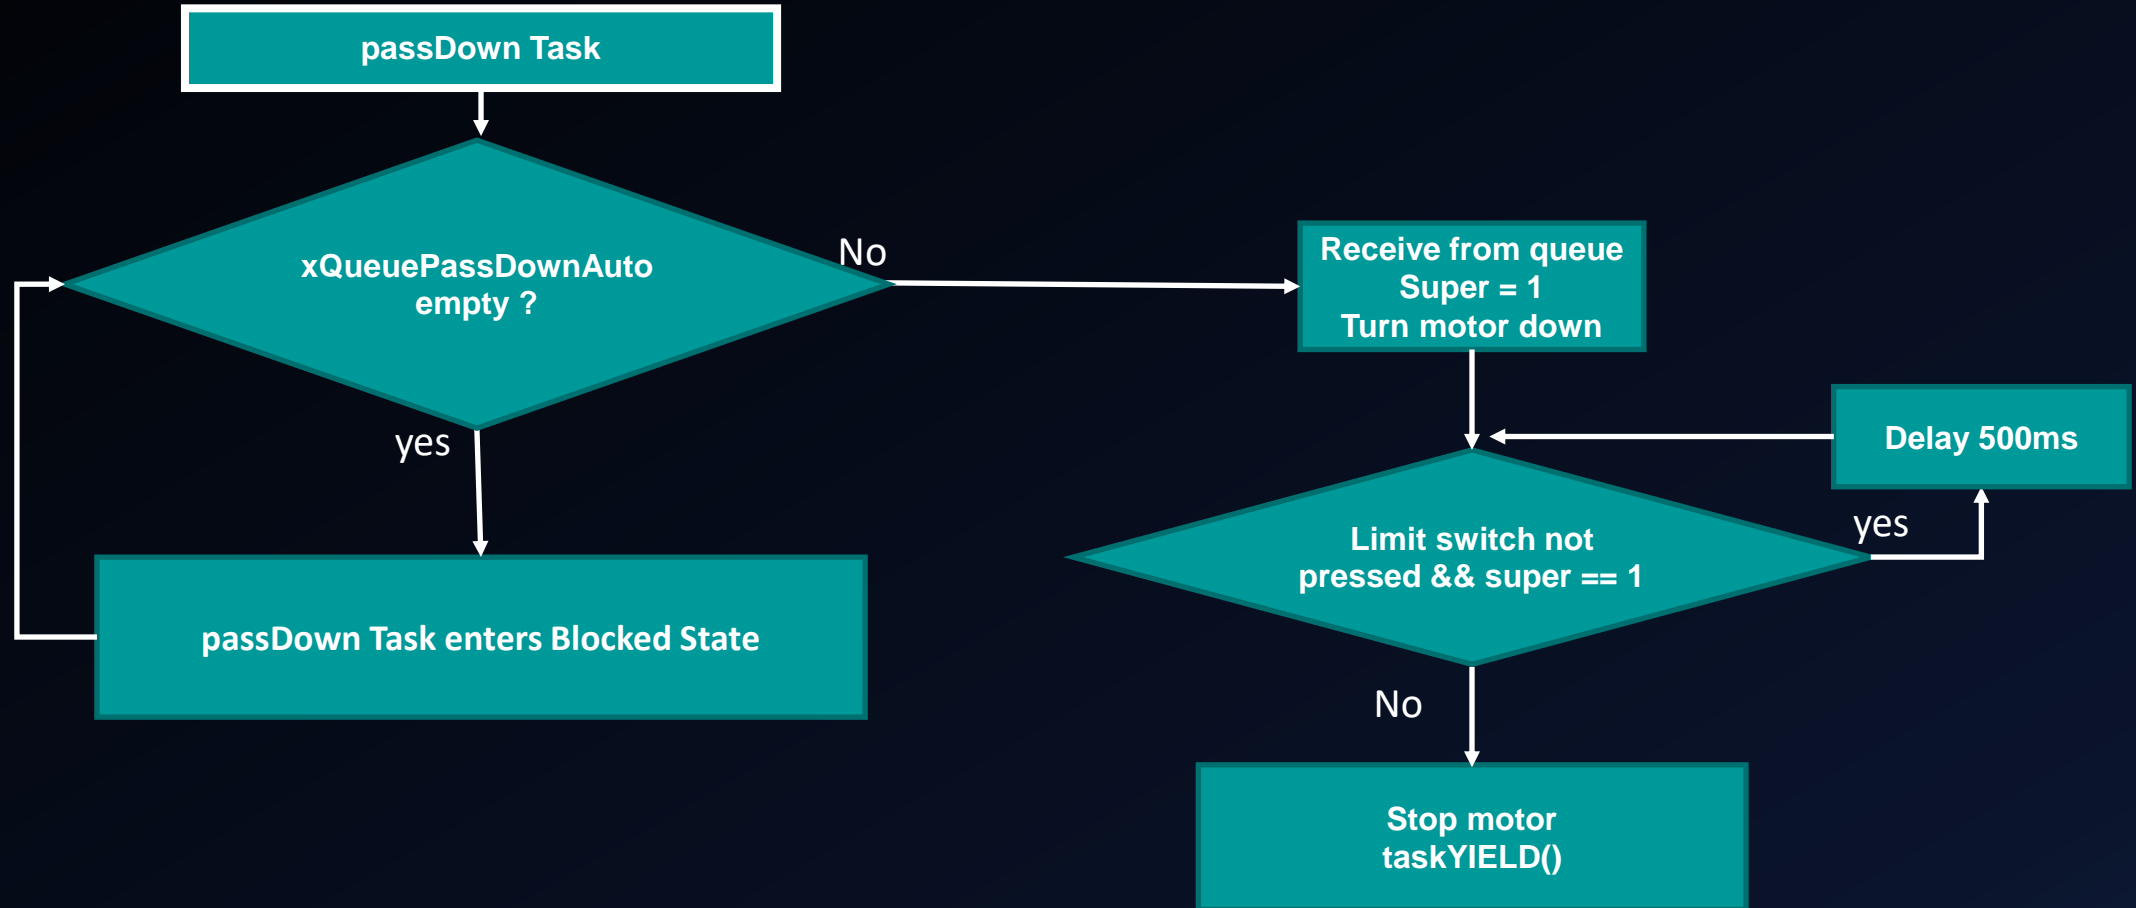 passDown Task
xQueuePassDownAuto
empty ?
No
yes
passDown Task enters Blocked State
Receive from queue
Super = 1
Turn motor down
Delay 500ms
Limit switch not
pressed && super == 1
yes
No
Stop motor
taskYIELD()